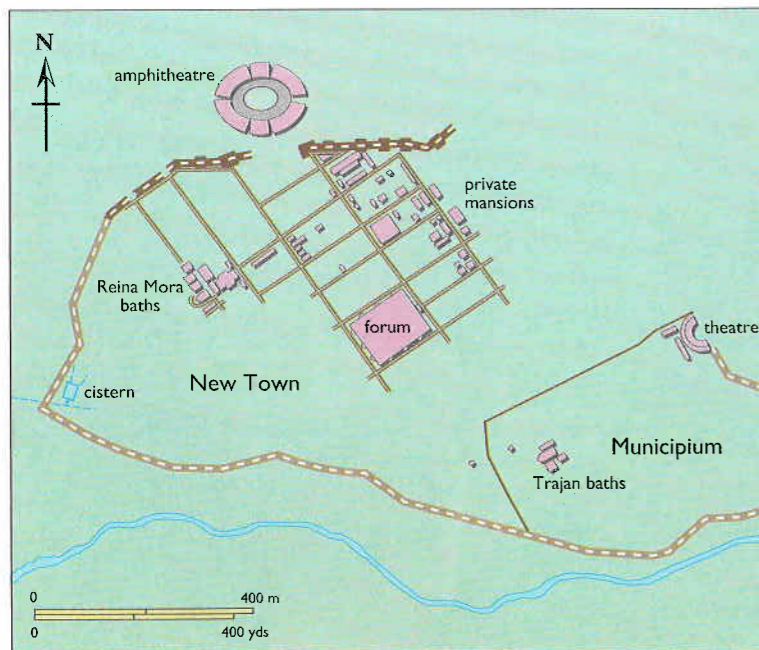 N
amphitheatre
private
mansions
Reina Mora
baths
forum
theatre
cistern
New Town
Municipium
Trajan baths
0 400 m
0 400 yds